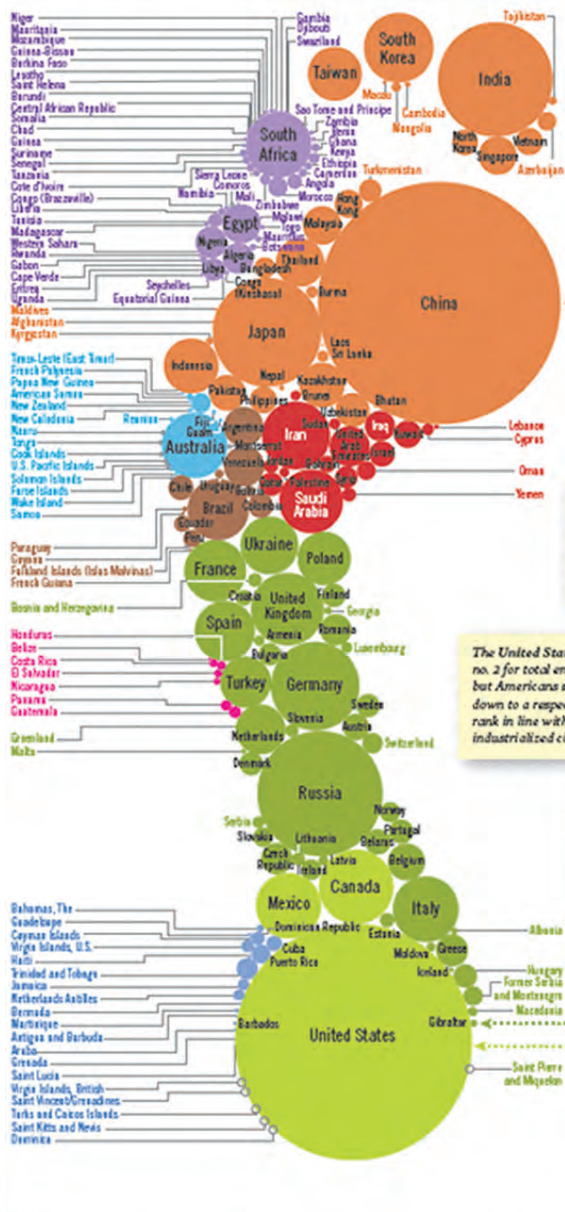 Niger
Mauritania
Mozambique
Guinea-Bissau
Burkina Faso
Lesotho
Saint Helena
Burundi
Central African Republic
Somalia
Chad
Guinea
Suriname
Senegal
Tanzania
Cote d'Ivoire
Congo (Brazzaville)
Liberia
Tunisia
Madagascar
Western Sahara
Rwanda
Gabon
Cape Verde
Eritrea
Uganda
Maldives
Afghanistan
Kyrgystan
Timor-Leste (East Timor)
French Polynesia
Papua New Guinea
American Samoa
New Zealand
New Caledonia
Nauru
Tonga
Cook Islands
U.S. Pacific Islands
Solomon Islands
Faroe Islands
Wake Island
Samoa
Paraguay
Guyana
Falkland Islands (Islas Malvinas)
French Guiana
Bosnia and Herzegovina
Honduras
Belize
Costa Rica
El Salvador
Nicaragua
Panama
Guatemala
Greenland
Malta
Bahamas, The
Guadeloupe
Cayman Islands
Virgin Islands, U.S.
Haiti
Trinidad and Tobago
Jamaica
Netherlands Antilles
Bermuda
Martinique
Antigua and Barbuda
Aruba
Grenada
Saint Lucia
Virgin Islands, British
Saint Vincent/Grenadines
Turks and Caicos Islands
Saint Kitts and Nevis
Dominica
Gambia
Djibouti
Swaziland
South
Africa
Sao Tome and Principe
Zambia
Benin
Ghana
Kenya
Ethiopia
Cameroon
Angola
Morocco
Sierra Leone
Comoros
Mali
Namibia
Zimbabwe
Malawi
Togo
Mauritius
Botswana
Egypt
Nigeria
Algeria
Libya
Seychelles
Equatorial Guinea
Congo
(Kinshasa)
Taiwan
South
Korea
Macau
Cambodia
Mongolia
India
Tajikistan
North
Korea
Singapore
Vietnam
Azerbaijan
Turkmenistan
Hong
Kong
Malaysia
Thailand
Bangladesh
Burma
China
Japan
Laos
Sri Lanka
Indonesia
Nepal
Pakistan
Philippines
Kazakhstan
Brunei
Uzbekistan
Bhutan
Reunion
Fiji
Guam
Australia
Argentina
Montserrat
Venezuela
Chile
Uruguay
Bolivia
Colombia
Brazil
Ecuador
Peru
Iran
Sudan
United
Arab
Emirates
Iraq
Kuwait
Israel
Lebanon
Cyprus
Jordan
Bahrain
Qatar
Palestine
Syria
Oman
Yemen
Saudi
Arabia
Ukraine
Poland
France
Croatia
United
Kingdom
Finland
Georgia
Spain
Armenia
Romania
Bulgaria
Luxembourg
Turkey
Germany
Sweden
Slovenia
Austria
Netherlands
Switzerland
Denmark
Russia
Norway
Serbia
Slovakia
Lithuania
Portugal
Belarus
Czech
Republic
Ireland
Latvia
Belgium
Mexico
Canada
Italy
Dominican Republic
Estonia
Albania
Cuba
Puerto Rico
Moldova
Greece
Iceland
Hungary
Former Serbia
and Montenegro
Macedonia
Barbados
United States
Gibraltar
Saint Pierre
and Miquelon
The United Sta
no. 2 for total en
but Americans a
down to a respec
rank in line with
industrialized ci